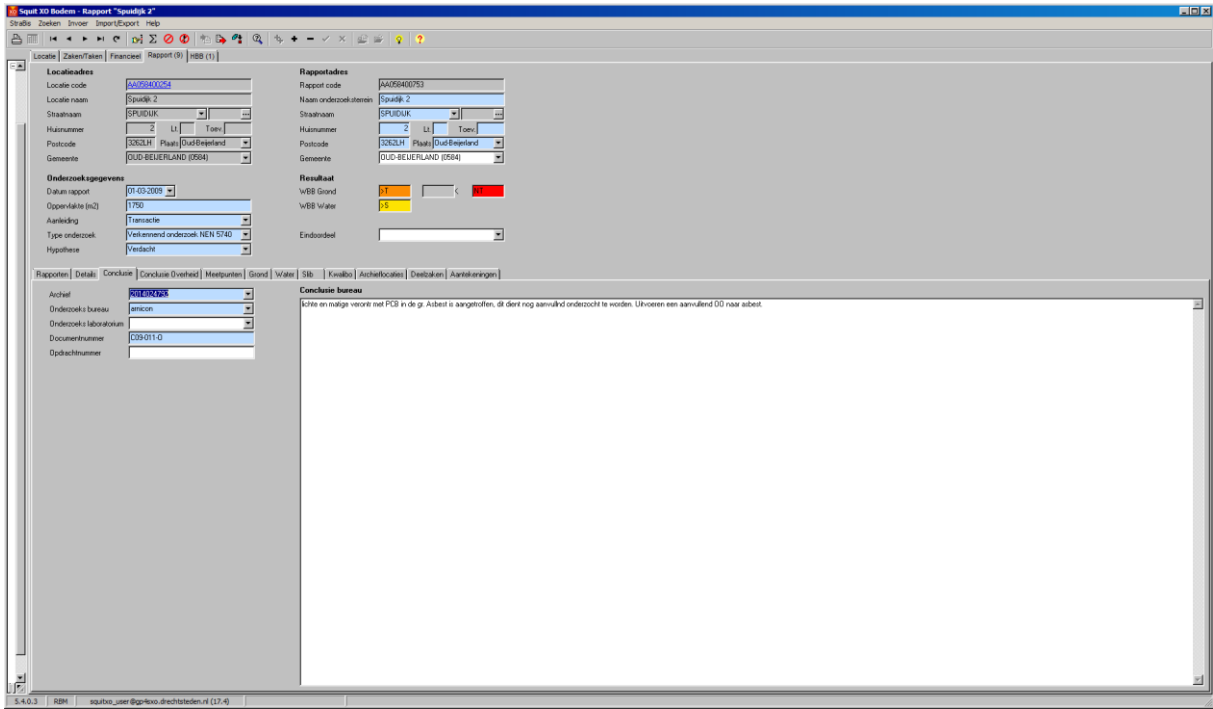 Squit XO Bodem - Rapport "Spuidijk 2"
StraBis Zoeken Invoer Import/Export Help
Locatie Zaken/Taken Financieel Rapport (9) HBB (1)
Locatieadres
Locatie code AA058400254
Locatie naam Spuidijk 2
Straatnaam SPUIDIJK ...
Huisnummer 2 Lt. Toev.
Postcode 3262LH Plaats Oud-Beijerland
Gemeente OUD-BEIJERLAND (0584)
Rapportadres
Rapport code AA058400753
Naam onderzoeksterrein Spuidijk 2
Straatnaam SPUIDIJK ...
Huisnummer 2 Lt. Toev.
Postcode 3262LH Plaats Oud-Beijerland
Gemeente OUD-BEIJERLAND (0584)
Onderzoeksgegevens
Datum rapport 01-03-2009
Oppervlakte (m2) 1750
Aanleiding Transactie
Type onderzoek Verkennend onderzoek NEN 5740
Hypothese Verdacht
Resultaat
WBB Grond >T <
WBB Water >S
Eindoordeel
Rapporten Details Conclusie Conclusie Overheid Meetpunten Grond Water Slib Kwalibo Archieflocaties Deelzaken Aantekeningen
Archief 2014024793
Onderzoeks bureau amicon
Onderzoeks laboratorium
Documentnummer C09-011-O
Opdrachtnummer
Conclusie bureau
lichte en matige verontr met PCB in de gr. Asbest is aangetroffen, dit dient nog aanvullnd onderzocht te worden. Uitvoeren een aanvullend OO naar asbest.
5.4.0.3 RBM squitxo_user@gp4sxo.drechtsteden.nl (17.4)